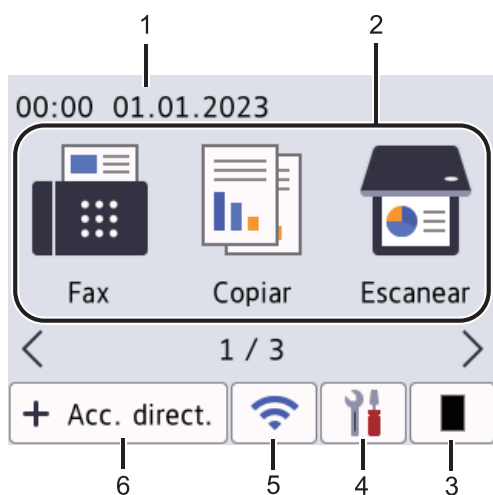 1 2
00:00 01.01.2023
Fax Copiar Escanear
< 1 / 3 >
+ Acc. direct.
6 5 4 3